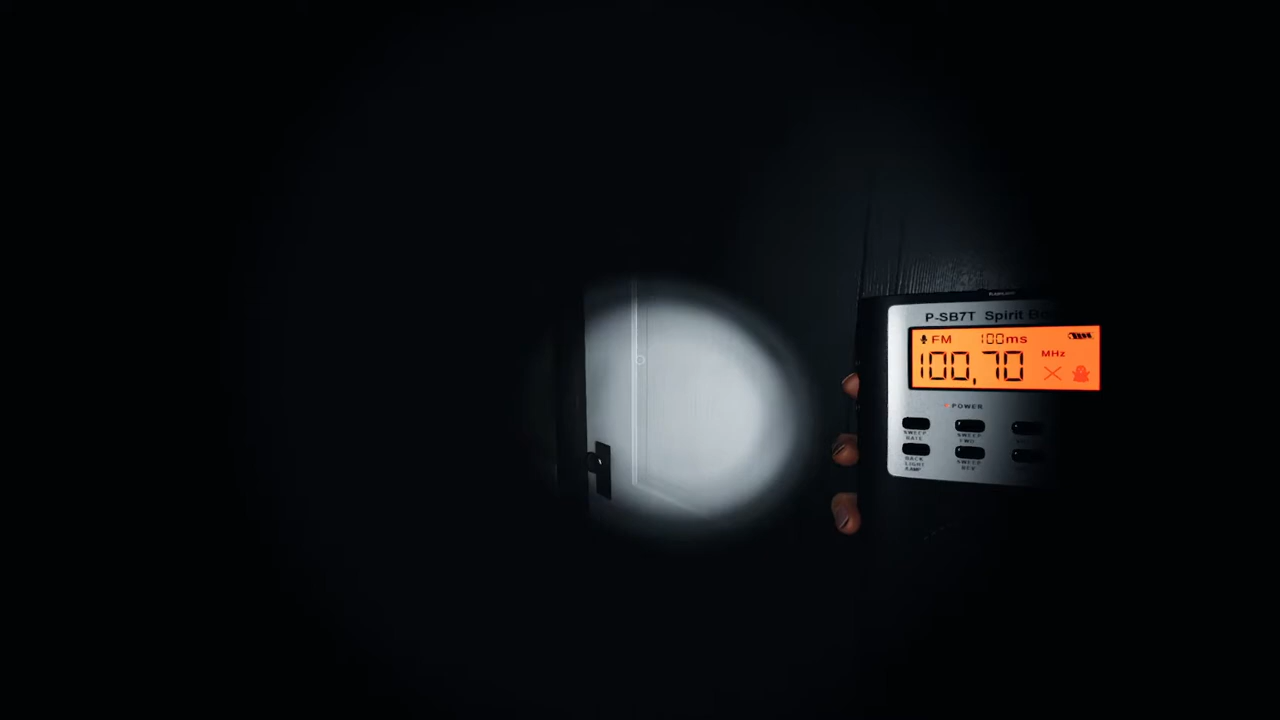 P-SB7T Spirit Bo
FM 100ms
100,70 MHz
POWER
SWEEP RATE
SWEEP FWD
BACK LIGHT
SWEEP REV